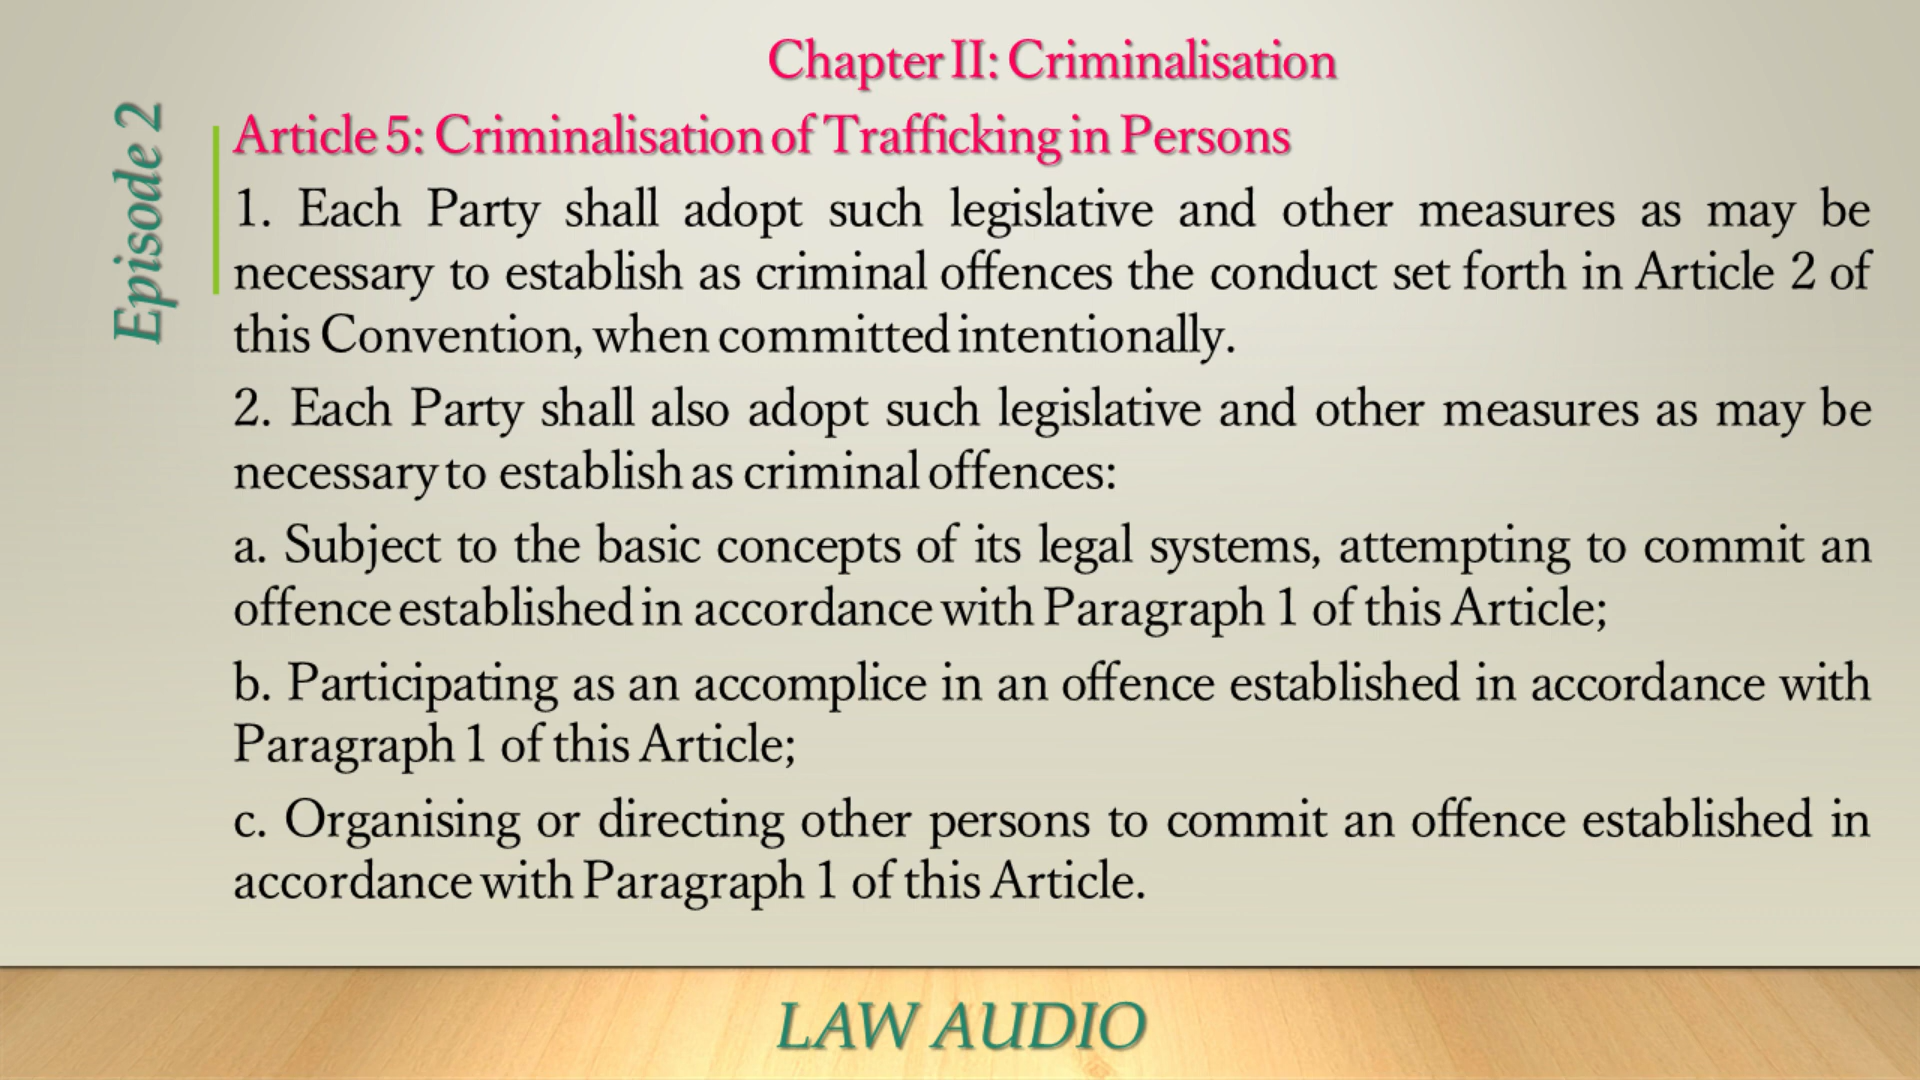 Chapter II: Criminalisation
Episode 2
Article 5: Criminalisation of Trafficking in Persons
1. Each Party shall adopt such legislative and other measures as may be
necessary to establish as criminal offences the conduct set forth in Article 2 of
this Convention, when committed intentionally.
2. Each Party shall also adopt such legislative and other measures as may be
necessary to establish as criminal offences:
a. Subject to the basic concepts of its legal systems, attempting to commit an
offence established in accordance with Paragraph 1 of this Article;
b. Participating as an accomplice in an offence established in accordance with
Paragraph 1 of this Article;
c. Organising or directing other persons to commit an offence established in
accordance with Paragraph 1 of this Article.
LAW AUDIO